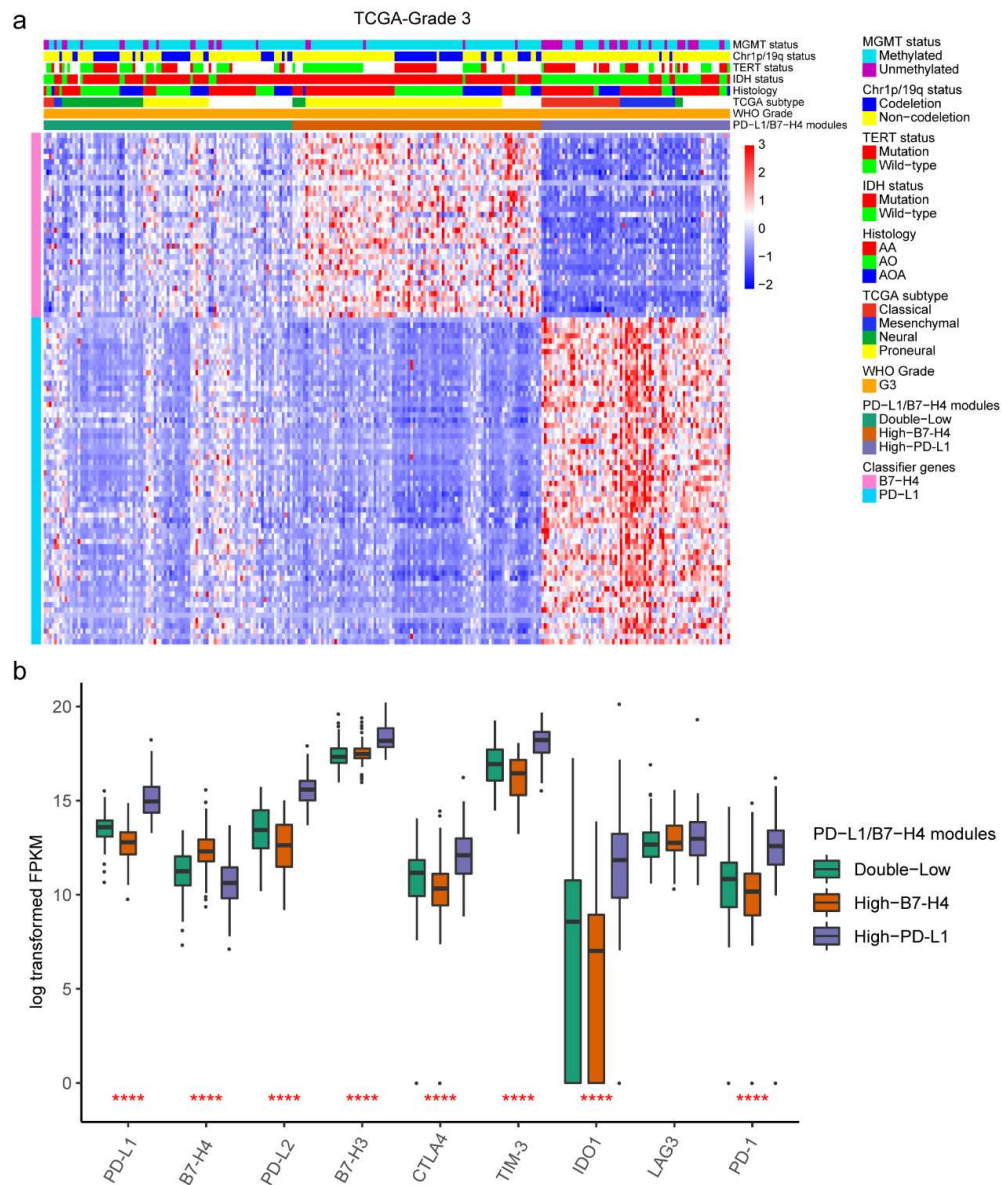 a
TCGA-Grade 3
MGMT status
Chr1p/19q status
TERT status
IDH status
Histology
TCGA subtype
WHO Grade
PD-L1/B7-H4 modules
3
2
1
0
−1
−2
MGMT status
Methylated
Unmethylated
Chr1p/19q status
Codeletion
Non-codeletion
TERT status
Mutation
Wild-type
IDH status
Mutation
Wild-type
Histology
AA
AO
AOA
TCGA subtype
Classical
Mesenchymal
Neural
Proneural
WHO Grade
G3
PD-L1/B7-H4 modules
Double-Low
High-B7-H4
High-PD-L1
Classifier genes
B7-H4
PD-L1
b
log transformed FPKM
20
15
10
5
0
**** **** **** **** **** **** **** ****
PD-L1 B7-H4 PD-L2 B7-H3 CTLA4 TIM-3 IDO1 LAG3 PD-1
PD-L1/B7-H4 modules
Double-Low
High-B7-H4
High-PD-L1